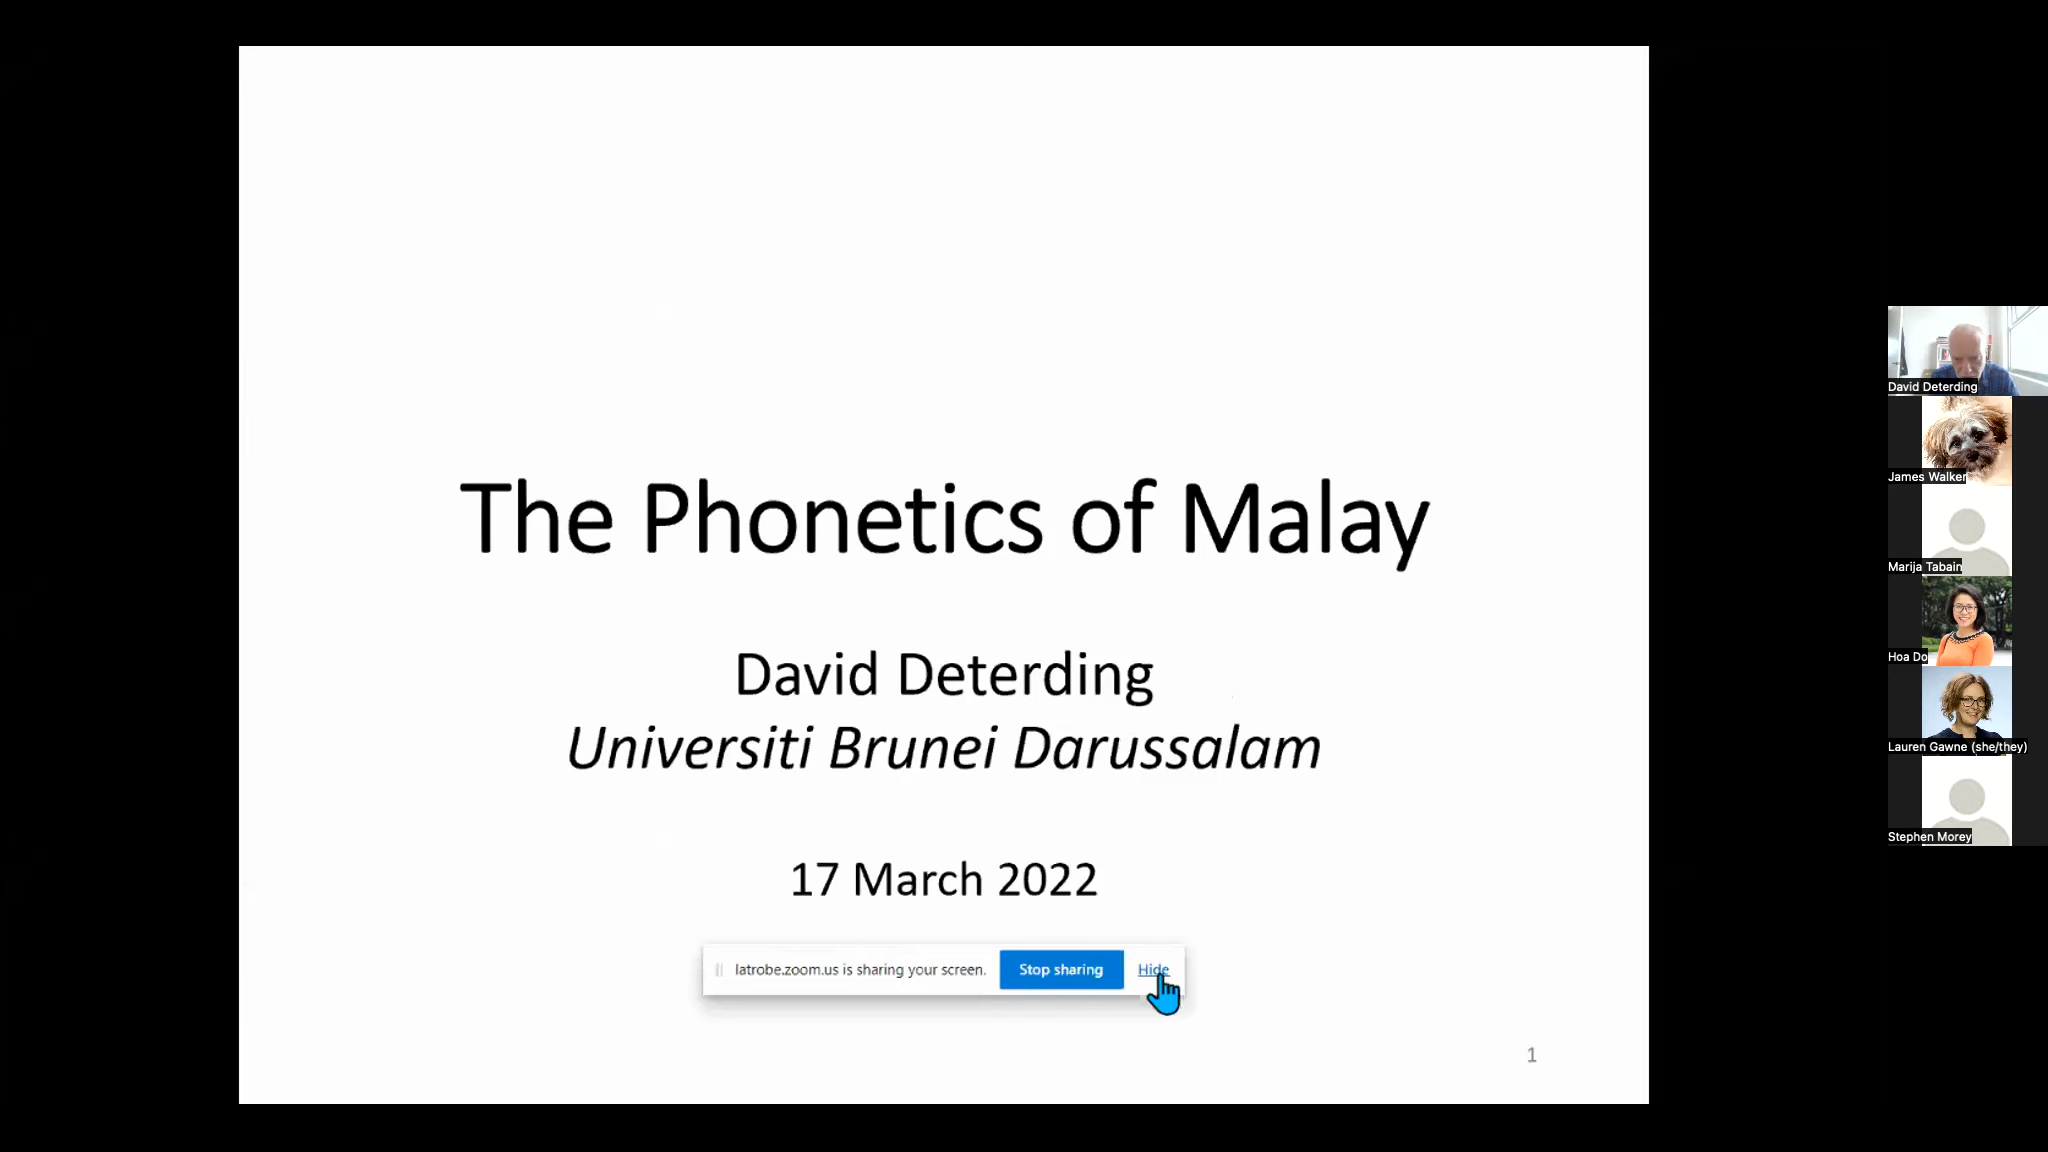 The Phonetics of Malay
David Deterding
Universiti Brunei Darussalam
17 March 2022
latrobe.zoom.us is sharing your screen. Stop sharing Hide
1
David Deterding
James Walker
Marija Tabain
Hoa Do
Lauren Gawne (she/they)
Stephen Morey